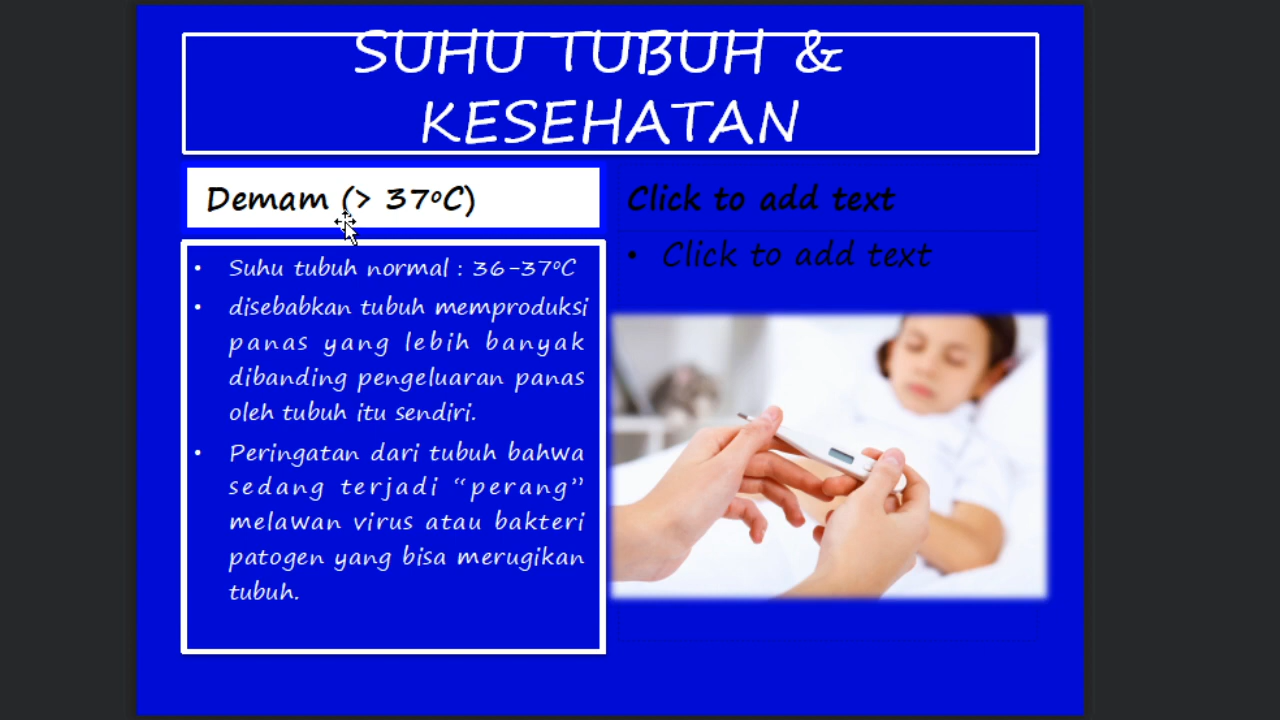 SUHU TUBUH &
KESEHATAN
Demam (> 37°C)
• Suhu tubuh normal : 36-37°C
• disebabkan tubuh memproduksi
panas yang lebih banyak
dibanding pengeluaran panas
oleh tubuh itu sendiri.
• Peringatan dari tubuh bahwa
sedang terjadi “perang”
melawan virus atau bakteri
patogen yang bisa merugikan
tubuh.
Click to add text
• Click to add text